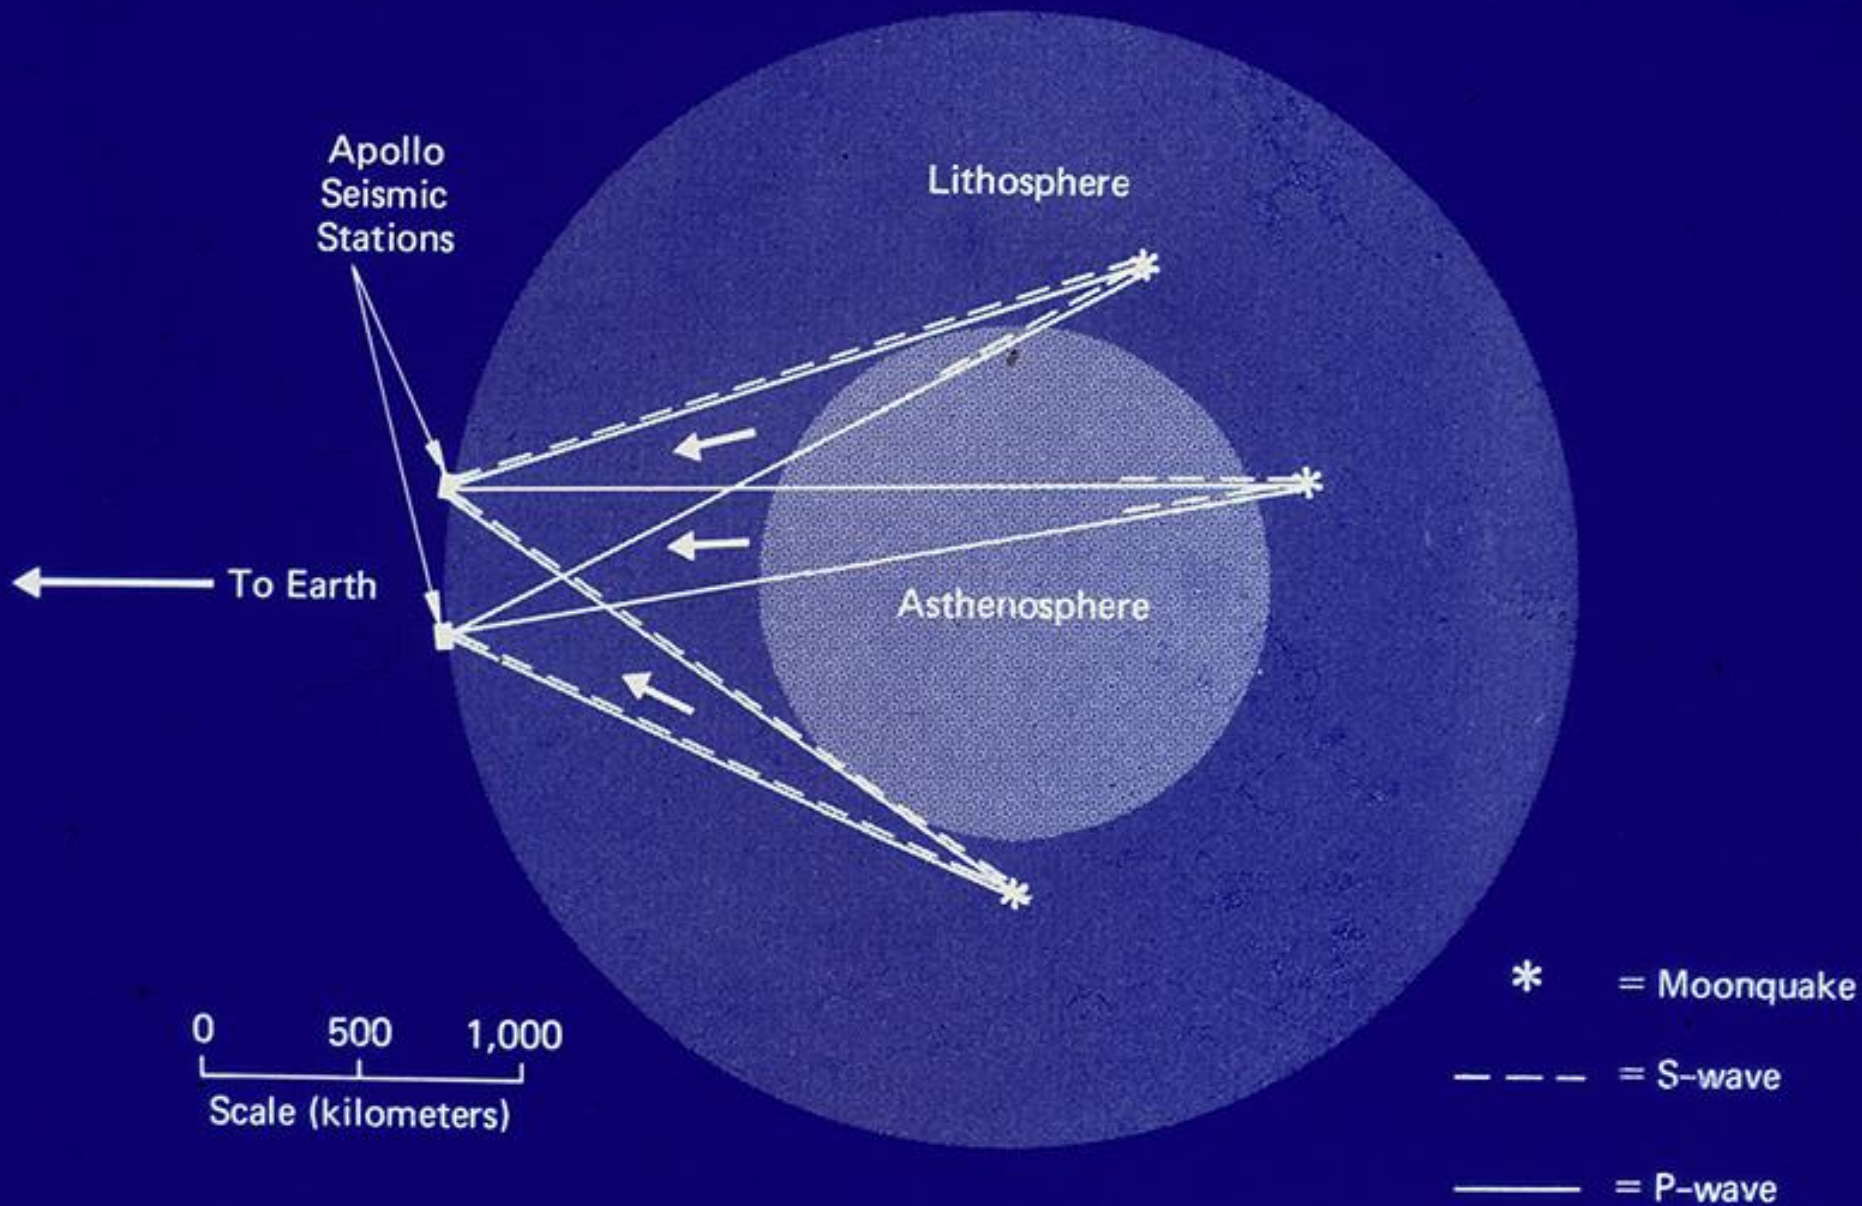 Apollo
Seismic
Stations
Lithosphere
To Earth
Asthenosphere
0 500 1,000
Scale (kilometers)
* = Moonquake
= S-wave
= P-wave